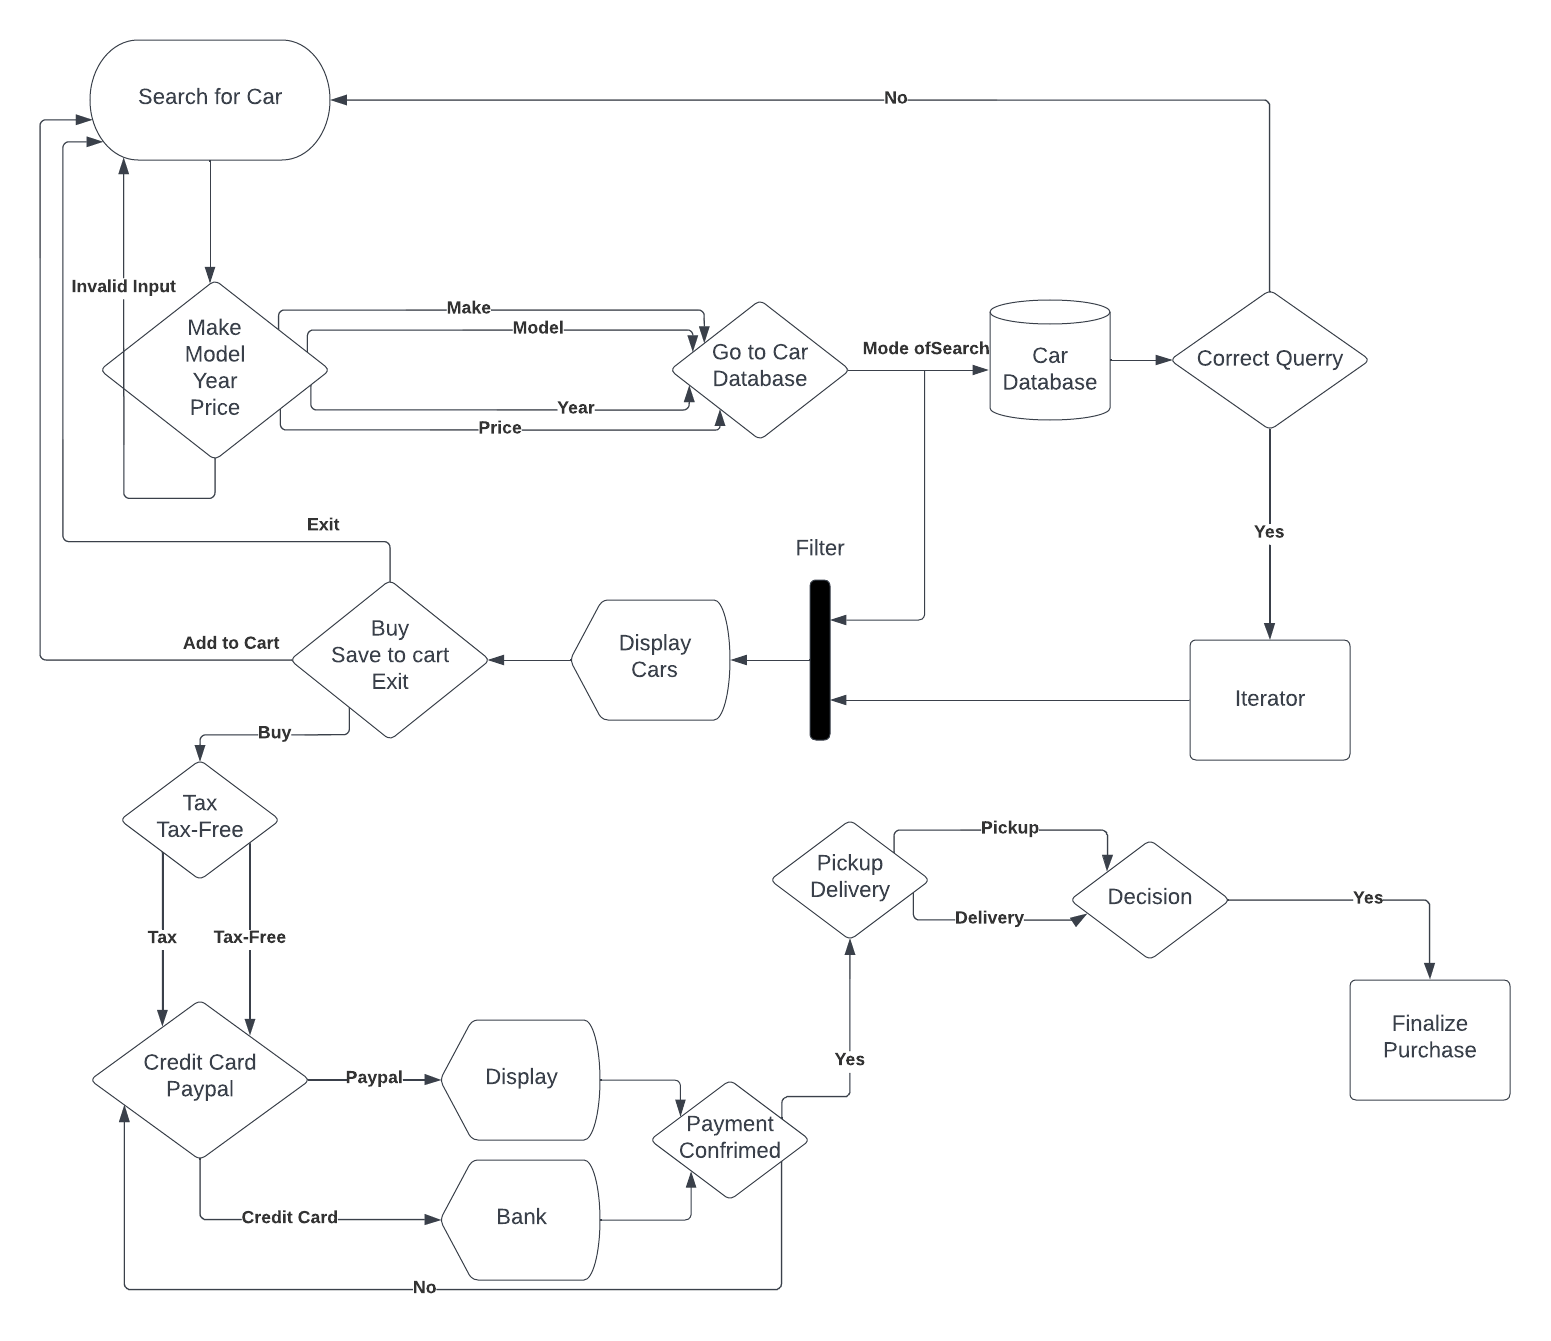 Search for Car
No
Invalid Input
Make
Model
Year
Price
Make
Model
Year
Price
Go to Car
Database
Mode ofSearch
Car
Database
Correct Querry
Exit
Yes
Filter
Add to Cart
Buy
Save to cart
Exit
Display
Cars
Iterator
Buy
Tax
Tax-Free
Pickup
Delivery
Pickup
Delivery
Decision
Yes
Tax
Tax-Free
Finalize
Purchase
Credit Card
Paypal
Paypal
Display
Yes
Payment
Confrimed
Credit Card
Bank
No